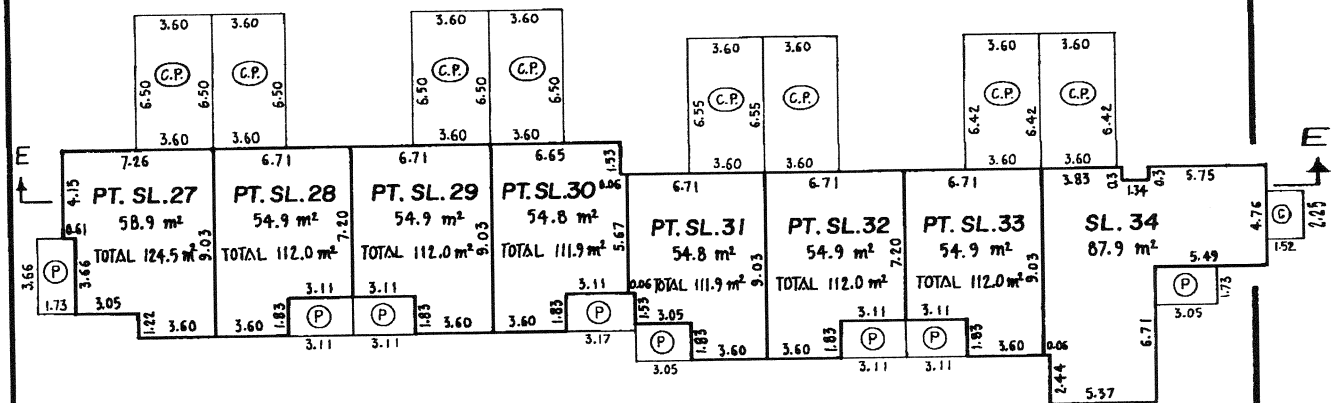 3.60 3.60 3.60 3.60
3.60 3.60 3.60 3.60
C.P. C.P. C.P. C.P. C.P. C.P. C.P. C.P.
6.50 6.50 6.50 6.50 6.50 6.50 6.55 6.55 6.42 6.42 6.42
3.60 3.60 3.60 3.60
3.60 3.60 3.60 3.60
E E
7.26 6.71 6.71 6.65 1.53
6.71 6.71 6.71 3.83 0.3 1.34 0.3 5.75
4.15 0.06
PT. SL. 27
58.9 m²
TOTAL 124.5 m²
PT. SL. 28
54.9 m²
TOTAL 112.0 m²
PT. SL. 29
54.9 m²
TOTAL 112.0 m²
PT. SL. 30
54.8 m²
TOTAL 111.9 m²
PT. SL. 31
54.8 m²
TOTAL 111.9 m²
PT. SL. 32
54.9 m²
TOTAL 112.0 m²
PT. SL. 33
54.9 m²
TOTAL 112.0 m²
SL. 34
87.9 m²
0.61 9.03 7.20 9.03 5.67 9.03 7.20 9.03 4.76 C 2.25
1.52
5.49
3.66 P 3.66
1.73 3.05
3.11 3.11 3.11 0.06
1.22 3.60 3.60 1.83 P P 1.83 3.60 3.60 1.83 P 1.53
3.11 3.11 3.17
3.05 3.11 3.11
P 1.83 3.60 3.60 1.83 P P 1.83 3.60 0.06
3.05 3.11 3.11
P 1.73
3.05
6.71
2.44
5.37